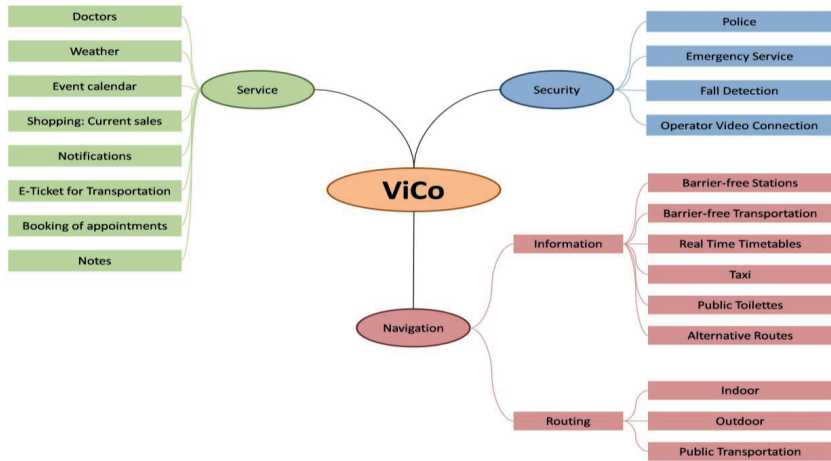 Doctors
Weather
Event calendar
Shopping: Current sales
Notifications
E-Ticket for Transportation
Booking of appointments
Notes
Service
Security
Police
Emergency Service
Fall Detection
Operator Video Connection
ViCo
Navigation
Information
Barrier-free Stations
Barrier-free Transportation
Real Time Timetables
Taxi
Public Toilettes
Alternative Routes
Routing
Indoor
Outdoor
Public Transportation